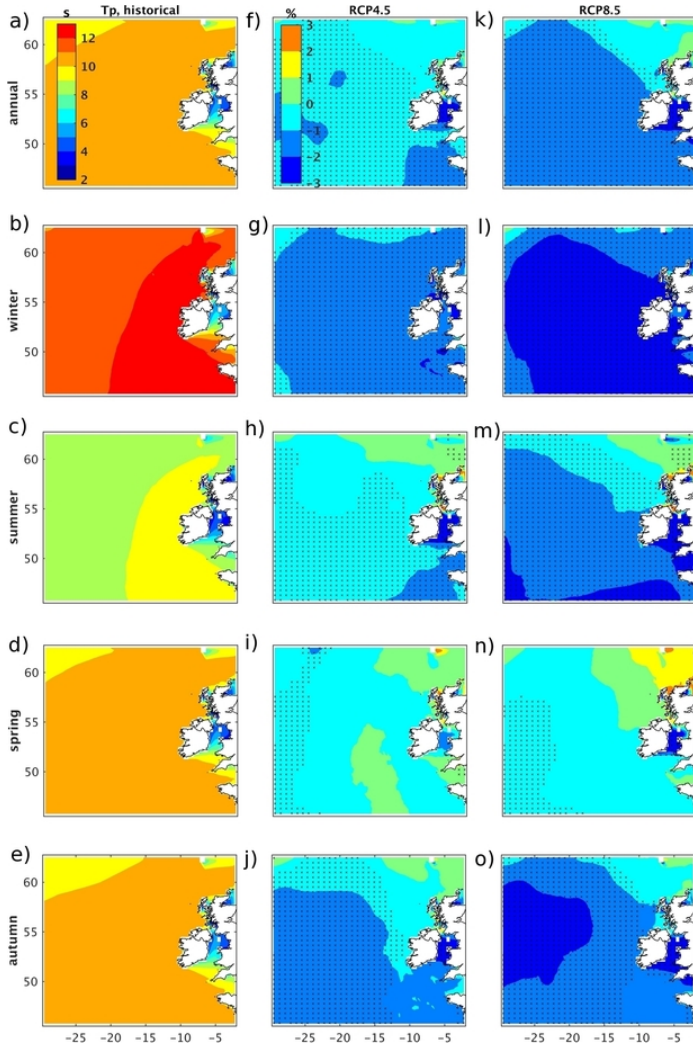 Tp, historical
RCP4.5
RCP8.5
a)
s
12
10
8
6
4
2
60
55
50
annual
f)
%
3
2
1
0
-1
-2
-3
k)
b)
60
55
50
winter
g)
l)
c)
60
55
50
summer
h)
m)
d)
60
55
50
spring
i)
n)
e)
60
55
50
autumn
j)
o)
-25 -20 -15 -10 -5
-25 -20 -15 -10 -5
-25 -20 -15 -10 -5